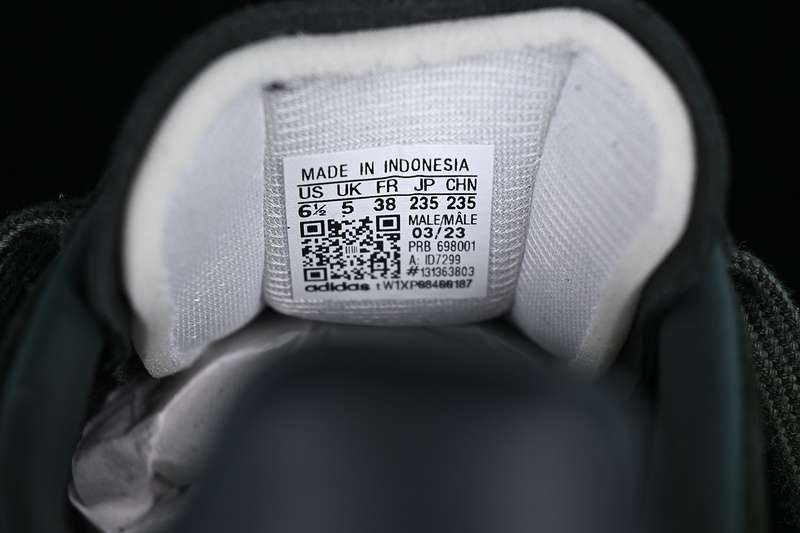 MADE IN INDONESIA
US UK FR JP CHN
6½ 5 38 235 235
MALE/MÂLE
03/23
PRB 698001
A: ID7299
#131363803
adidas tW1XP08400187